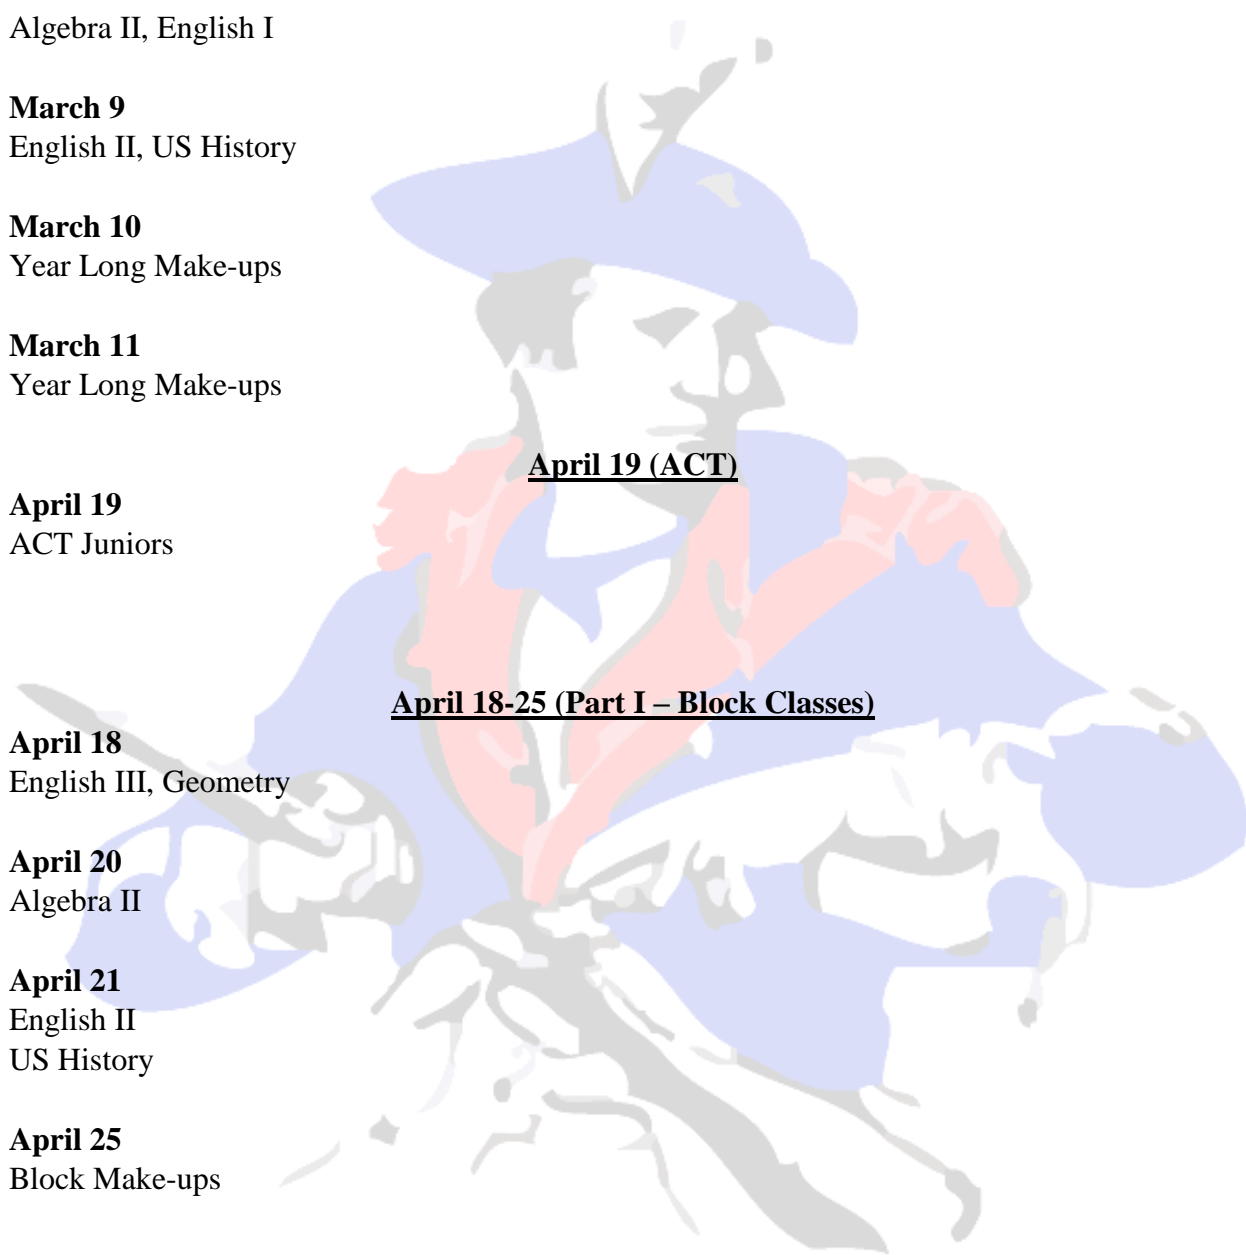 Algebra II, English I
March 9
English II, US History
March 10
Year Long Make-ups
March 11
Year Long Make-ups
April 19 (ACT)
April 19
ACT Juniors
April 18-25 (Part I – Block Classes)
April 18
English III, Geometry
April 20
Algebra II
April 21
English II
US History
April 25
Block Make-ups